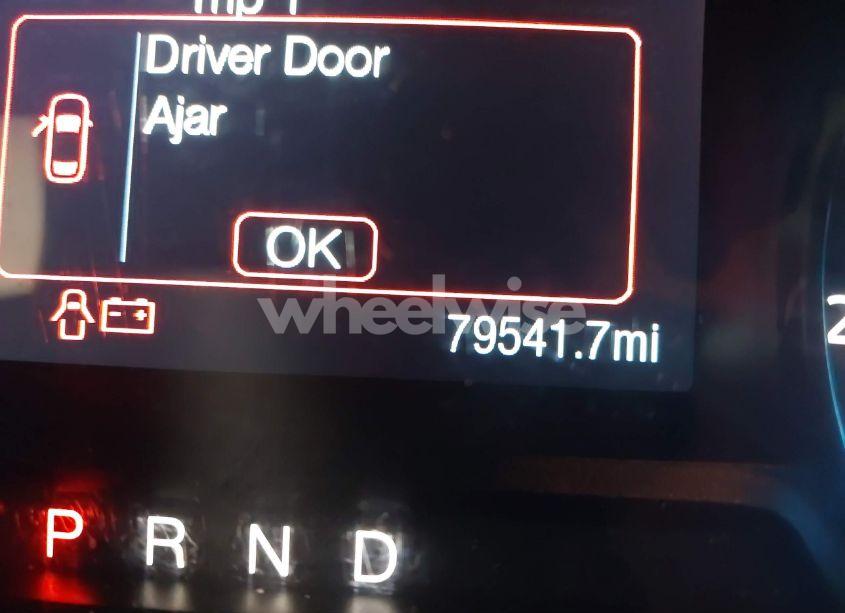 Driver Door
Ajar
OK
wheelwise
79541.7mi
P R N D